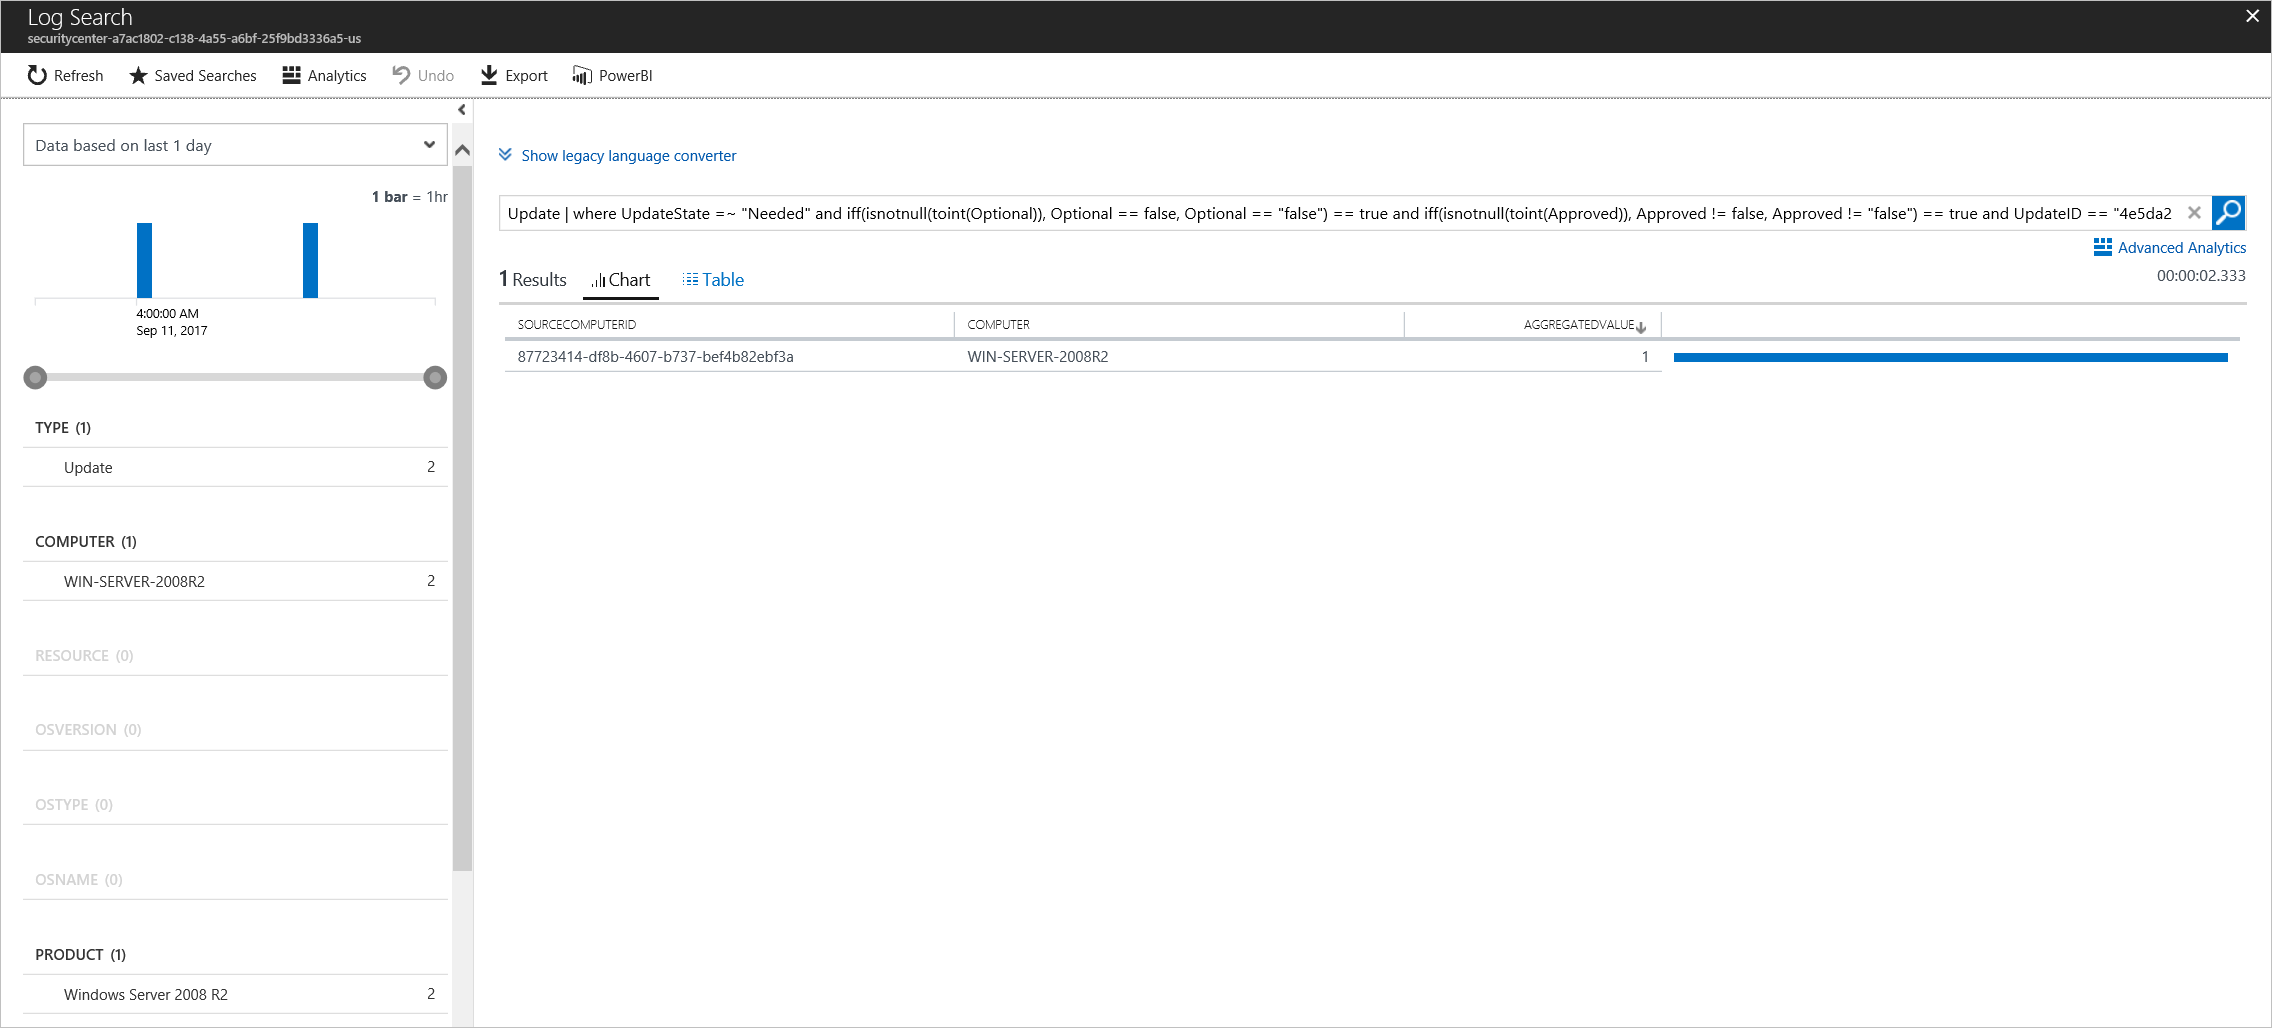 Log Search
securitycenter-a7ac1802-c138-4a55-a6bf-25f9bd3336a5-us
Refresh Saved Searches Analytics Undo Export PowerBI
Data based on last 1 day
1 bar = 1hr
4:00:00 AM
Sep 11, 2017
TYPE (1)
Update 2
COMPUTER (1)
WIN-SERVER-2008R2 2
RESOURCE (0)
OSVERSION (0)
OSTYPE (0)
OSNAME (0)
PRODUCT (1)
Windows Server 2008 R2 2
Show legacy language converter
Update | where UpdateState =~ "Needed" and iff(isnotnull(toint(Optional)), Optional == false, Optional == "false") == true and iff(isnotnull(toint(Approved)), Approved != false, Approved != "false") == true and UpdateID == "4e5da2
Advanced Analytics
1 Results Chart Table
00:00:02.333
SOURCECOMPUTERID COMPUTER AGGREGATEDVALUE
87723414-df8b-4607-b737-bef4b82ebf3a WIN-SERVER-2008R2 1